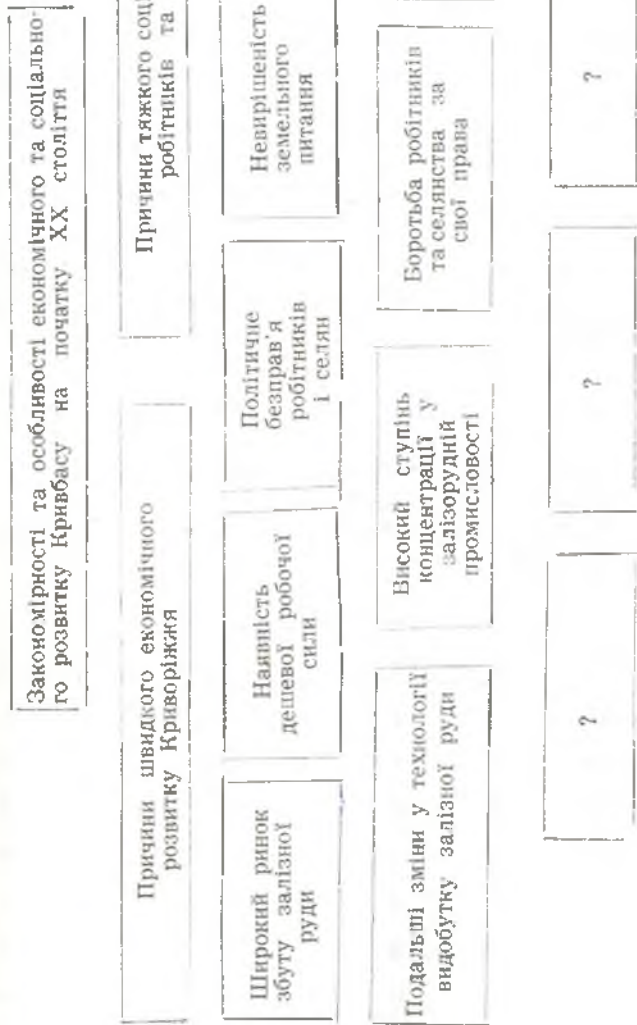 Закономірності та особливості економічного та соціально-
го розвитку Кривбасу на початку XX століття
Причини швидкого економічного
розвитку Криворіжжя
Причини тяжкого
робітників та
Широкий ринок
збуту залізної
руди
Наявність
дешевої робочої
сили
Політичне
безправ'я
робітників
і селян
Невирішеність
земельного
питання
Подальші зміни у технології
видобутку залізної руди
Високий ступінь
концентрації у
залізорудній
промисловості
Боротьба робітників
та селянства за
свої права
?
?
?